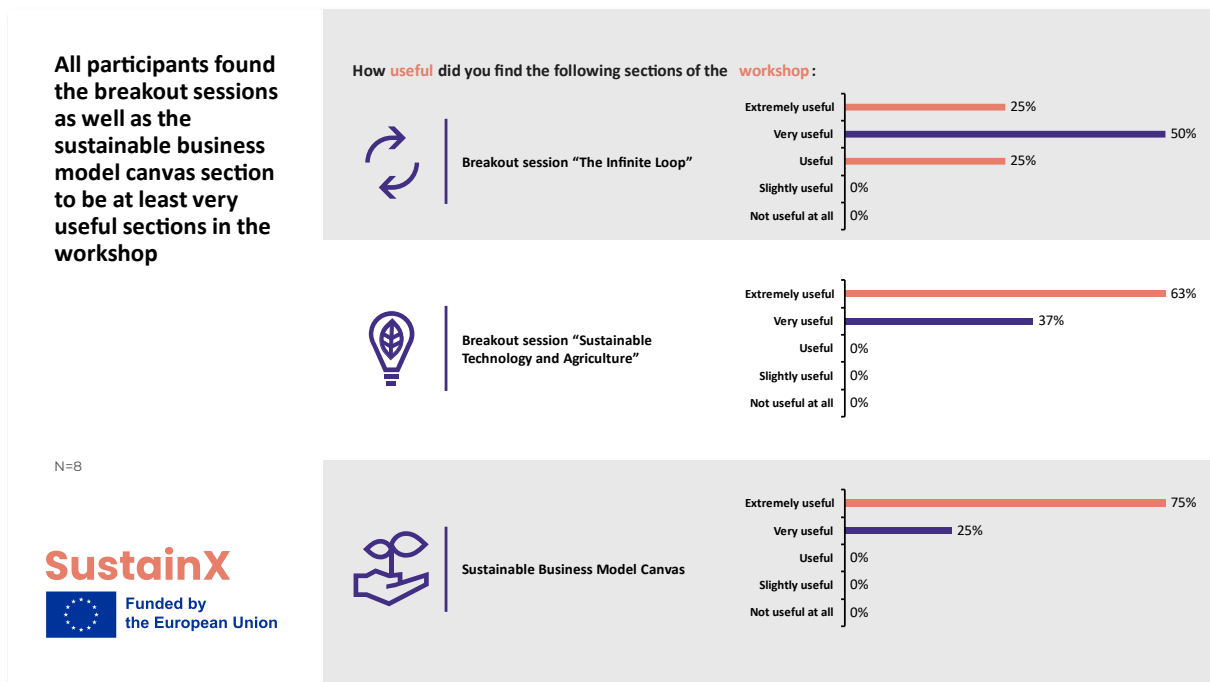 All participants found
the breakout sessions
as well as the
sustainable business
model canvas section
to be at least very
useful sections in the
workshop
N=8
SustainX
Funded by
the European Union
How useful did you find the following sections of the workshop:
Breakout session “The Infinite Loop”
Extremely useful 25%
Very useful 50%
Useful 25%
Slightly useful 0%
Not useful at all 0%
Breakout session “Sustainable
Technology and Agriculture”
Extremely useful 63%
Very useful 37%
Useful 0%
Slightly useful 0%
Not useful at all 0%
Sustainable Business Model Canvas
Extremely useful 75%
Very useful 25%
Useful 0%
Slightly useful 0%
Not useful at all 0%